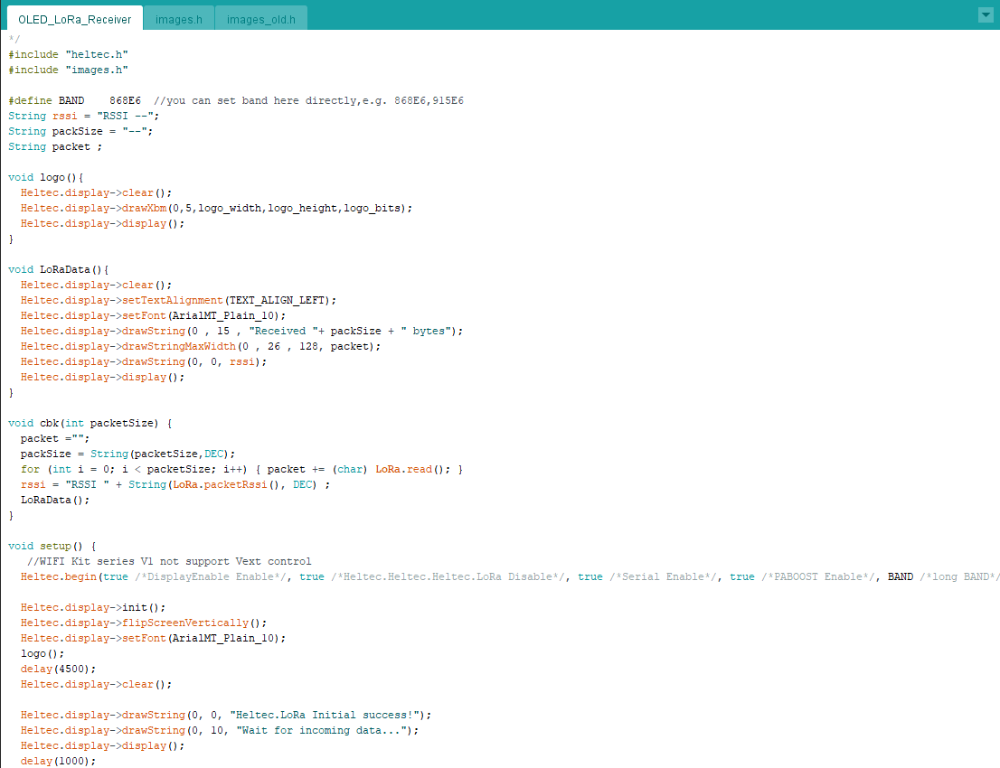 OLED_LoRa_Receiver images.h images_old.h
*/
#include "heltec.h"
#include "images.h"
#define BAND    868E6  //you can set band here directly,e.g. 868E6,915E6
String rssi = "RSSI --";
String packSize = "--";
String packet ;
void logo(){
  Heltec.display->clear();
  Heltec.display->drawXbm(0,5,logo_width,logo_height,logo_bits);
  Heltec.display->display();
}
void LoRaData(){
  Heltec.display->clear();
  Heltec.display->setTextAlignment(TEXT_ALIGN_LEFT);
  Heltec.display->setFont(ArialMT_Plain_10);
  Heltec.display->drawString(0 , 15 , "Received "+ packSize + " bytes");
  Heltec.display->drawStringMaxWidth(0 , 26 , 128, packet);
  Heltec.display->drawString(0, 0, rssi);
  Heltec.display->display();
}
void cbk(int packetSize) {
  packet ="";
  packSize = String(packetSize,DEC);
  for (int i = 0; i < packetSize; i++) { packet += (char) LoRa.read(); }
  rssi = "RSSI " + String(LoRa.packetRssi(), DEC) ;
  LoRaData();
}
void setup() {
   //WIFI Kit series V1 not support Vext control
  Heltec.begin(true /*DisplayEnable Enable*/, true /*Heltec.Heltec.Heltec.LoRa Disable*/, true /*Serial Enable*/, true /*PABOOST Enable*/, BAND /*long BAND*/
  Heltec.display->init();
  Heltec.display->flipScreenVertically();
  Heltec.display->setFont(ArialMT_Plain_10);
  logo();
  delay(4500);
  Heltec.display->clear();
  Heltec.display->drawString(0, 0, "Heltec.LoRa Initial success!");
  Heltec.display->drawString(0, 10, "Wait for incoming data...");
  Heltec.display->display();
  delay(1000);